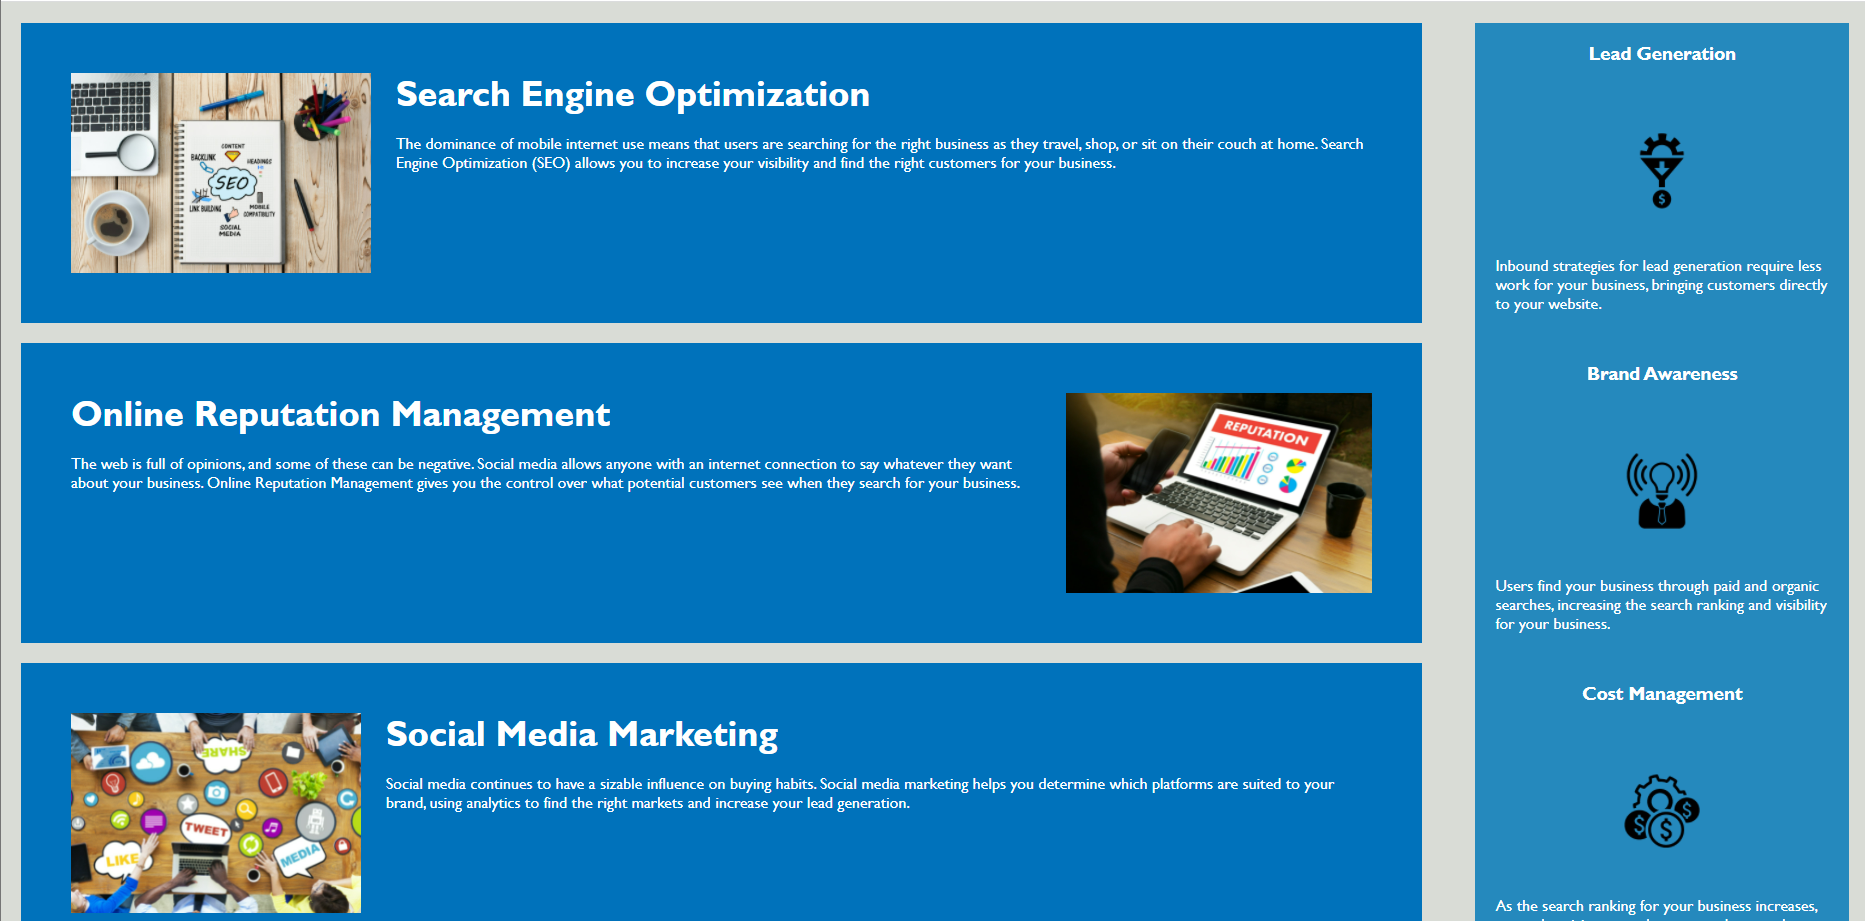 Search Engine Optimization
The dominance of mobile internet use means that users are searching for the right business as they travel, shop, or sit on their couch at home. Search
Engine Optimization (SEO) allows you to increase your visibility and find the right customers for your business.
CONTENT
BACKLINK
HEADINGS
SEO
LINK BUILDING
MOBILE
COMPATIBILITY
SOCIAL
MEDIA
Online Reputation Management
The web is full of opinions, and some of these can be negative. Social media allows anyone with an internet connection to say whatever they want
about your business. Online Reputation Management gives you the control over what potential customers see when they search for your business.
REPUTATION
Social Media Marketing
Social media continues to have a sizable influence on buying habits. Social media marketing helps you determine which platforms are suited to your
brand, using analytics to find the right markets and increase your lead generation.
SHARE
TWEET
LIKE
MEDIA
Lead Generation
$
Inbound strategies for lead generation require less
work for your business, bringing customers directly
to your website.
Brand Awareness
Users find your business through paid and organic
searches, increasing the search ranking and visibility
for your business.
Cost Management
$
$
$
As the search ranking for your business increases,